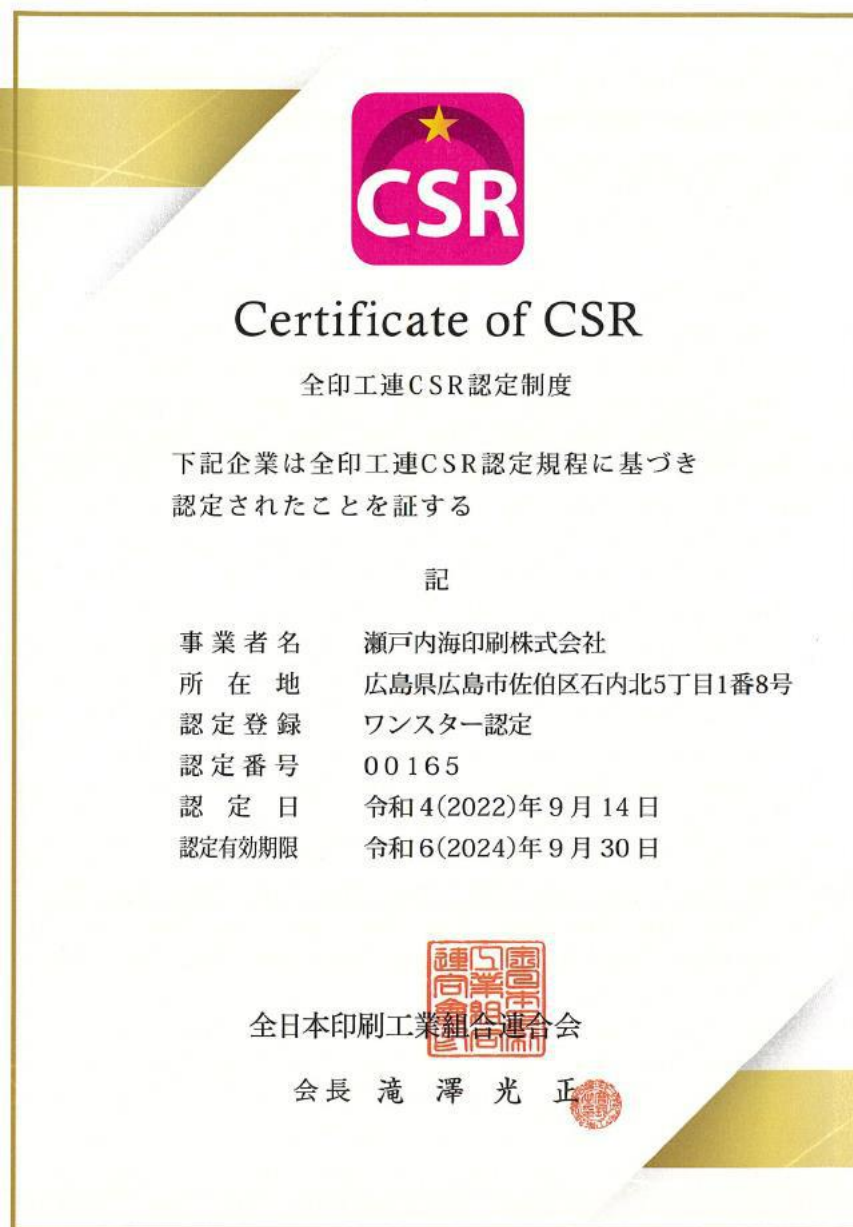 CSR
Certificate of CSR
全印工連CSR認定制度
下記企業は全印工連CSR認定規程に基づき
認定されたことを証する
記
事業者名 瀬戸内海印刷株式会社
所在地 広島県広島市佐伯区石内北5丁目1番8号
認定登録 ワンスター認定
認定番号 00165
認定日 令和4(2022)年9月14日
認定有効期限 令和6(2024)年9月30日
全日本印刷工業組合連合会
会長 滝澤光正